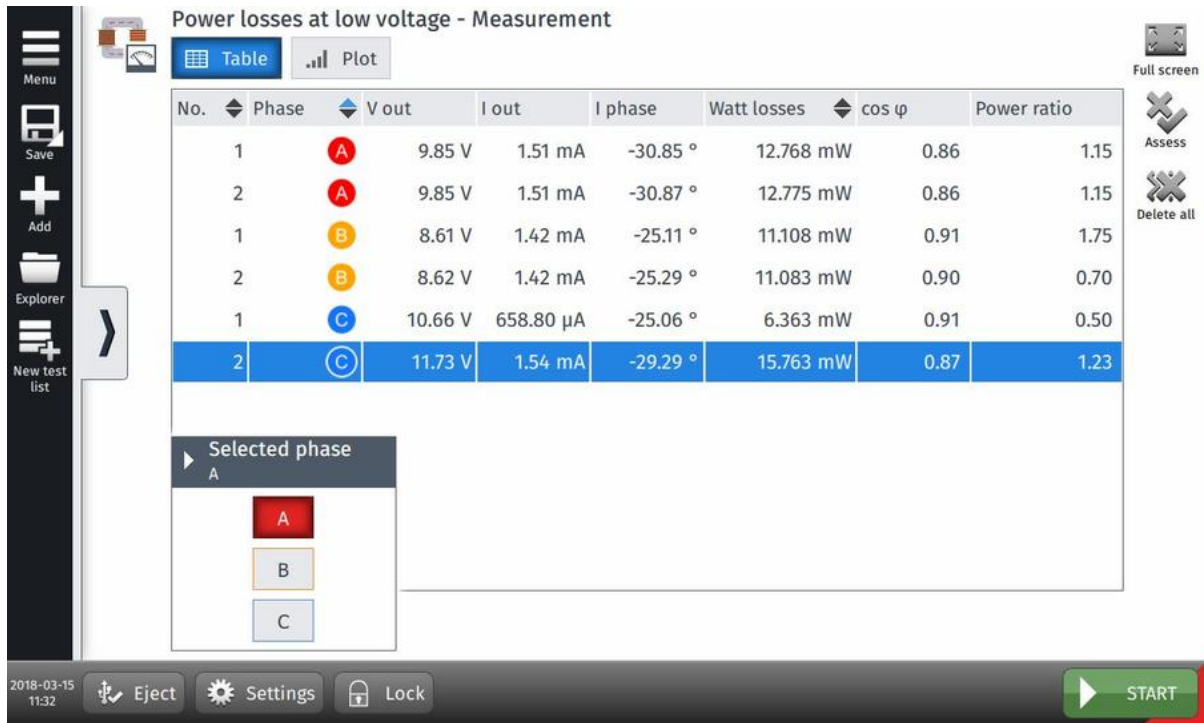 Power losses at low voltage - Measurement
Table
Plot
Menu
Save
Add
Explorer
New test
list
Full screen
Assess
Delete all
No. Phase V out I out I phase Watt losses cos φ Power ratio
1 A 9.85 V 1.51 mA -30.85 ° 12.768 mW 0.86 1.15
2 A 9.85 V 1.51 mA -30.87 ° 12.775 mW 0.86 1.15
1 B 8.61 V 1.42 mA -25.11 ° 11.108 mW 0.91 1.75
2 B 8.62 V 1.42 mA -25.29 ° 11.083 mW 0.90 0.70
1 C 10.66 V 658.80 µA -25.06 ° 6.363 mW 0.91 0.50
2 C 11.73 V 1.54 mA -29.29 ° 15.763 mW 0.87 1.23
Selected phase
A
A
B
C
2018-03-15
11:32
Eject
Settings
Lock
START